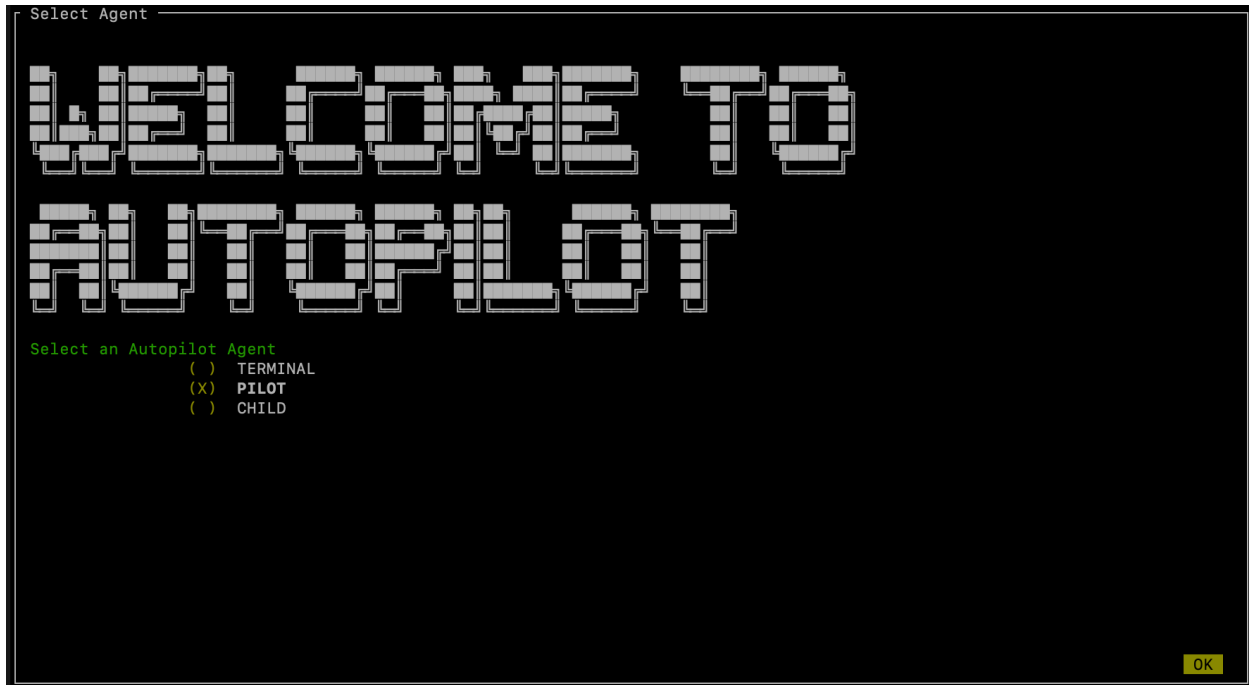 Select Agent
WELCOME TO
AUTOPILOT
Select an Autopilot Agent
( ) TERMINAL
(X) PILOT
( ) CHILD
OK